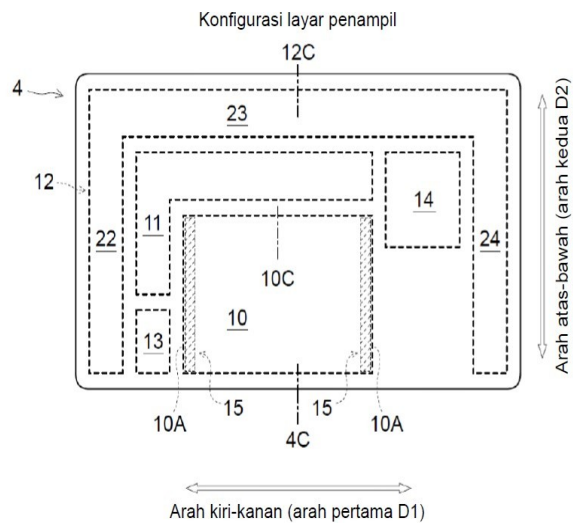 Konfigurasi layar penampil
12C
4
23
12
14
11
22
24
10C
10
13
10A
15
15
10A
4C
Arah atas-bawah (arah kedua D2)
Arah kiri-kanan (arah pertama D1)